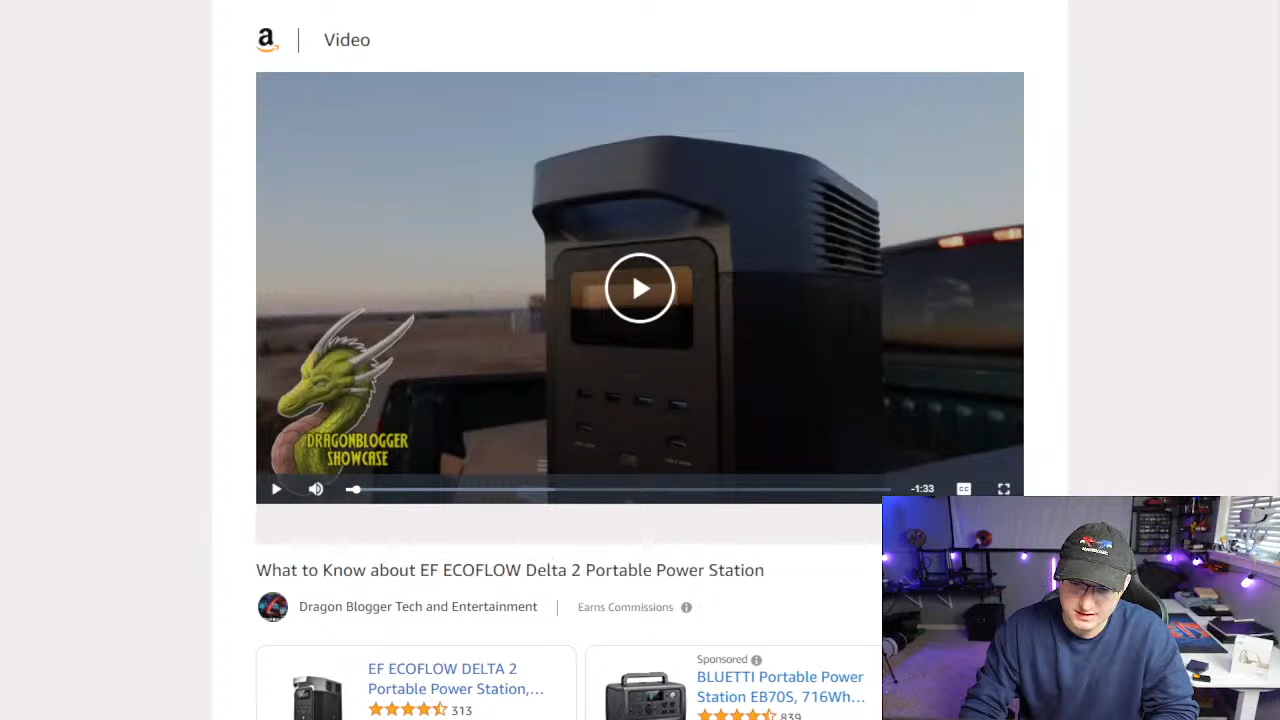 a
Video
DRAGONBLOGGER
SHOWCASE
-1:33
CC
What to Know about EF ECOFLOW Delta 2 Portable Power Station
Dragon Blogger Tech and Entertainment
Earns Commissions
EF ECOFLOW DELTA 2
Portable Power Station,...
313
Sponsored
BLUETTI Portable Power
Station EB70S, 716Wh...
839